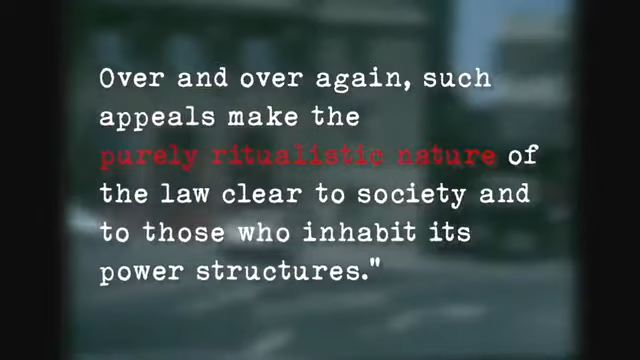 Over and over again, such
appeals make the
purely ritualistic nature of
the law clear to society and
to those who inhabit its
power structures."